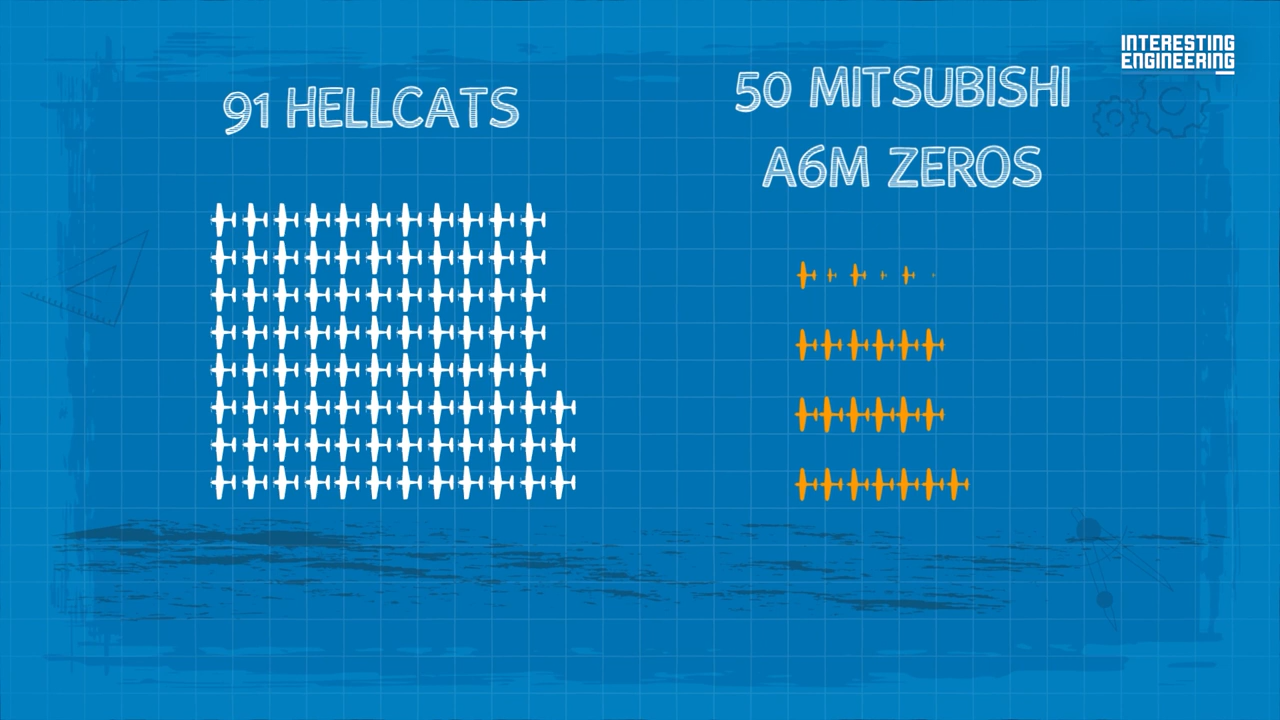 91 HELLCATS
50 MITSUBISHI
A6M ZEROS
INTERESTING
ENGINEERING